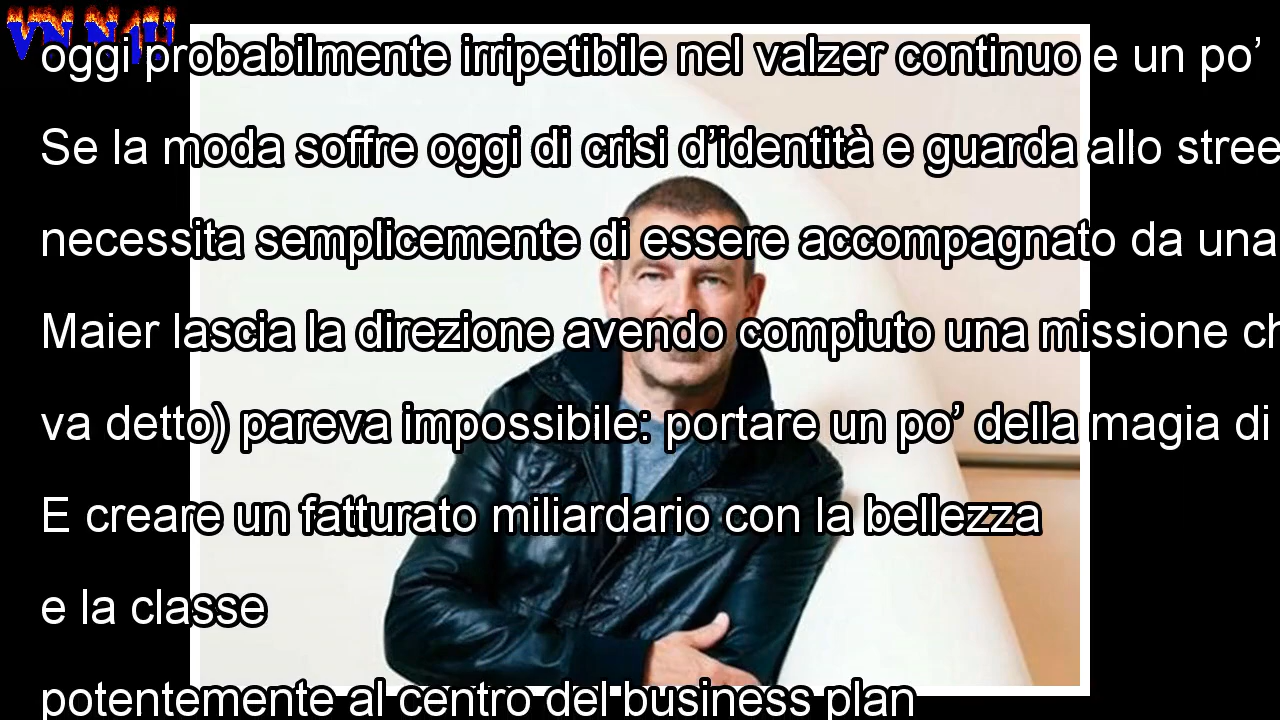 VN N4U
oggi probabilmente irripetibile nel valzer continuo e un po’
Se la moda soffre oggi di crisi d’identità e guarda allo stree
necessita semplicemente di essere accompagnato da una
Maier lascia la direzione avendo compiuto una missione ch
va detto) pareva impossibile: portare un po’ della magia di
E creare un fatturato miliardario con la bellezza
e la classe
potentemente al centro del business plan